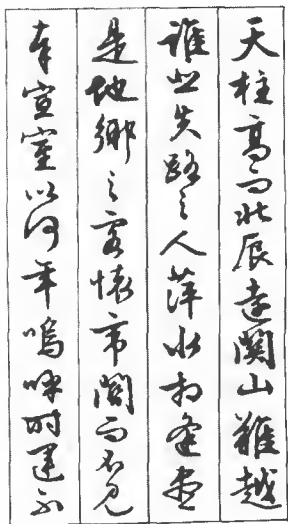 天柱高而北辰遠關山難越
誰悲失路之人萍水相逢盡
是他鄉之客懷帝閽而不見
奉宣室以何年嗚呼時運不